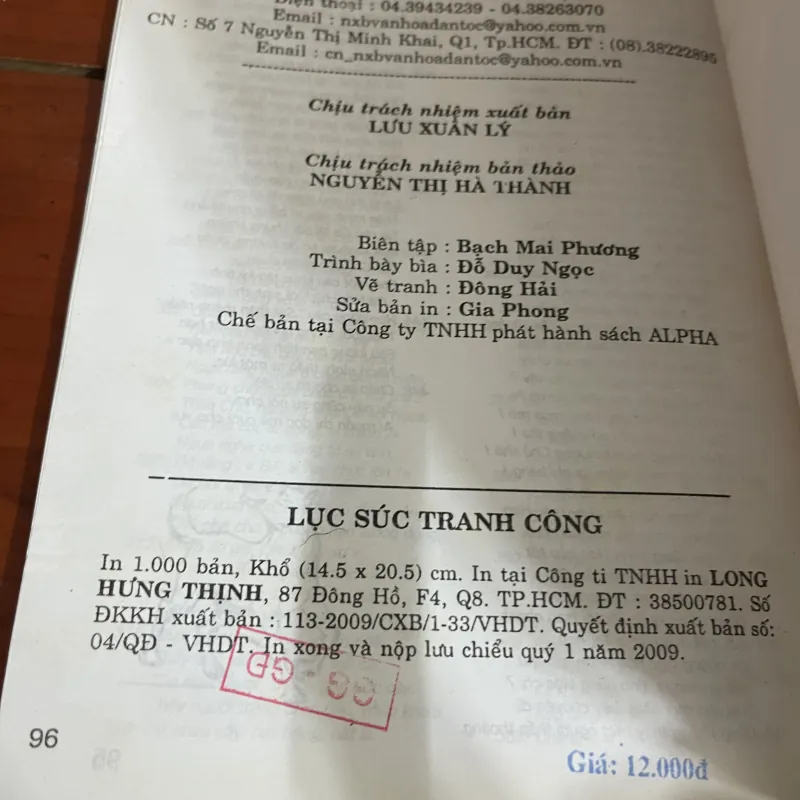 Điện thoại : 04.39434239 - 04.38263070
Email : nxbvanhoadantoc@yahoo.com.vn
CN : Số 7 Nguyễn Thị Minh Khai, Q1, Tp.HCM. ĐT : (08).38222895
Email : cn_nxbvanhoadantoc@yahoo.com.vn
Chịu trách nhiệm xuất bản
LƯU XUÂN LÝ
Chịu trách nhiệm bản thảo
NGUYỄN THỊ HÀ THÀNH
Biên tập : Bạch Mai Phương
Trình bày bìa : Đỗ Duy Ngọc
Vẽ tranh : Đông Hải
Sửa bản in : Gia Phong
Chế bản tại Công ty TNHH phát hành sách ALPHA
LỤC SÚC TRANH CÔNG
In 1.000 bản, Khổ (14.5 x 20.5) cm. In tại Công ti TNHH in LONG
HƯNG THỊNH, 87 Đông Hồ, F4, Q8. TP.HCM. ĐT : 38500781. Số
ĐKKH xuất bản : 113-2009/CXB/1-33/VHDT. Quyết định xuất bản số:
04/QĐ - VHDT. In xong và nộp lưu chiểu quý 1 năm 2009.
96
Giá: 12.000đ